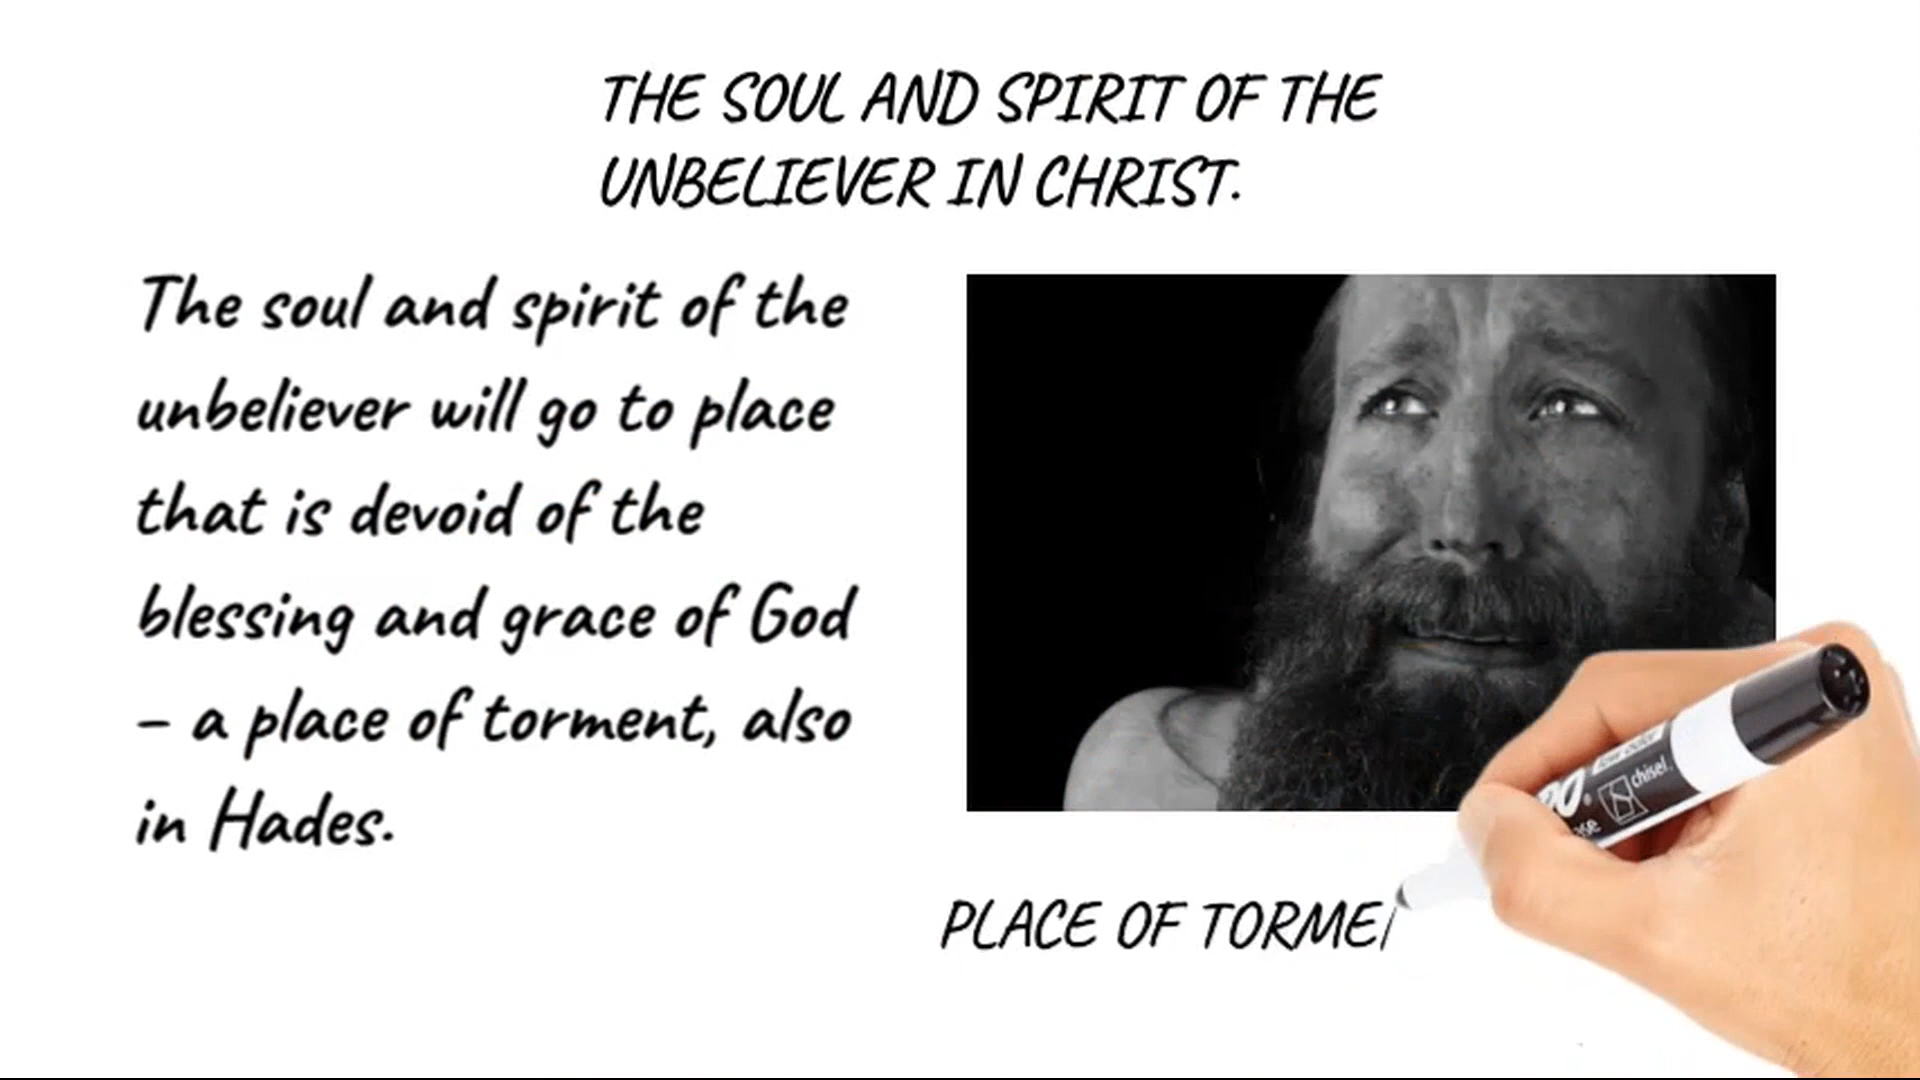 THE SOUL AND SPIRIT OF THE
UNBELIEVER IN CHRIST.
The soul and spirit of the
unbeliever will go to place
that is devoid of the
blessing and grace of God
– a place of torment, also
in Hades.
chisel
PLACE OF TORME